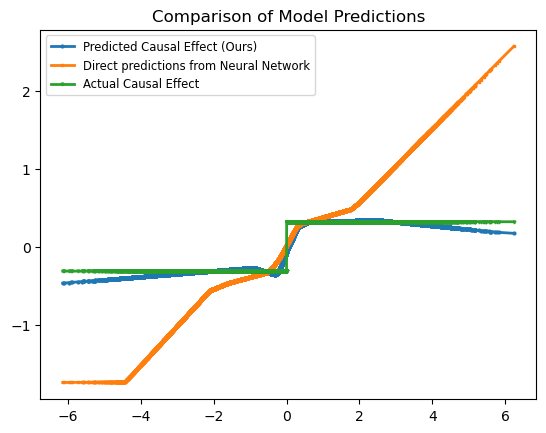 Comparison of Model Predictions
Predicted Causal Effect (Ours)
Direct predictions from Neural Network
Actual Causal Effect
2
1
0
−1
−6
−4
−2
0
2
4
6